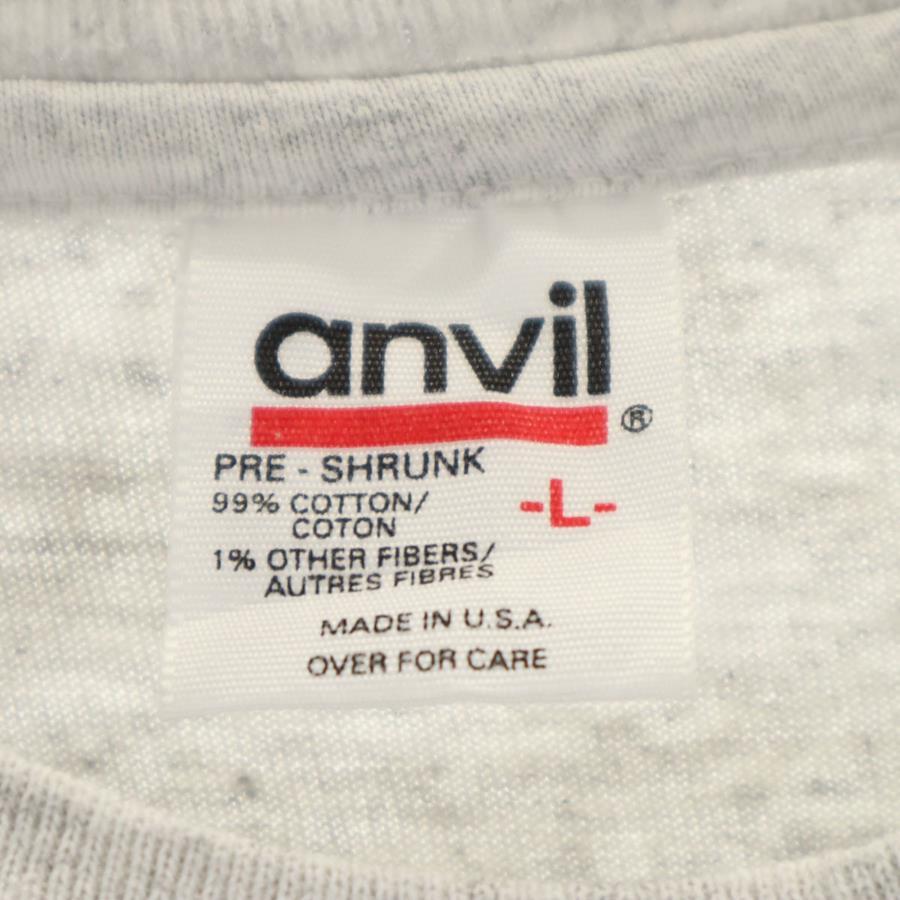 anvil
®
PRE - SHRUNK
99% COTTON/
COTON
-L-
1% OTHER FIBERS/
AUTRES FIBRES
MADE IN U.S.A.
OVER FOR CARE